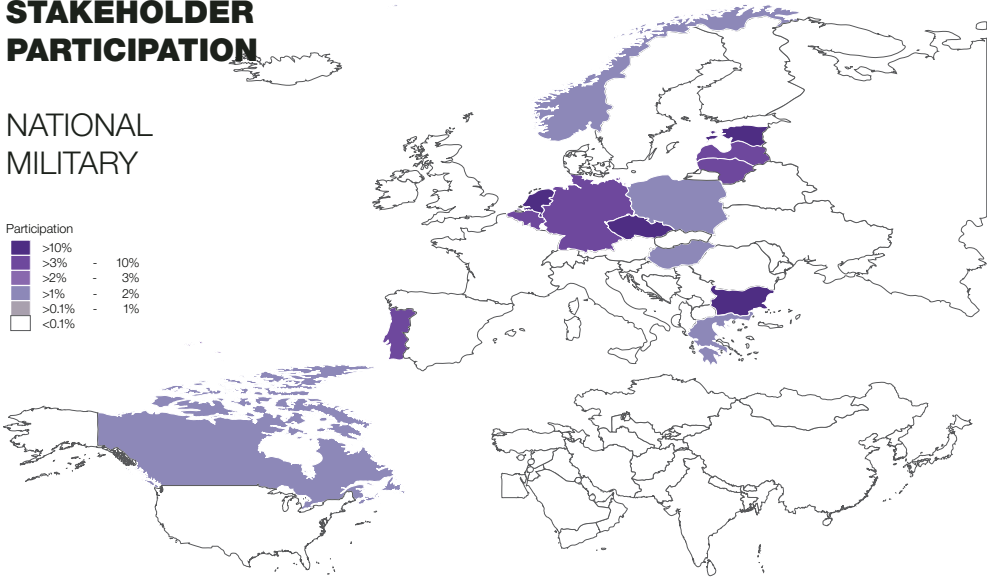 STAKEHOLDER
PARTICIPATION
NATIONAL
MILITARY
Participation
>10%
>3% - 10%
>2% - 3%
>1% - 2%
>0.1% - 1%
<0.1%